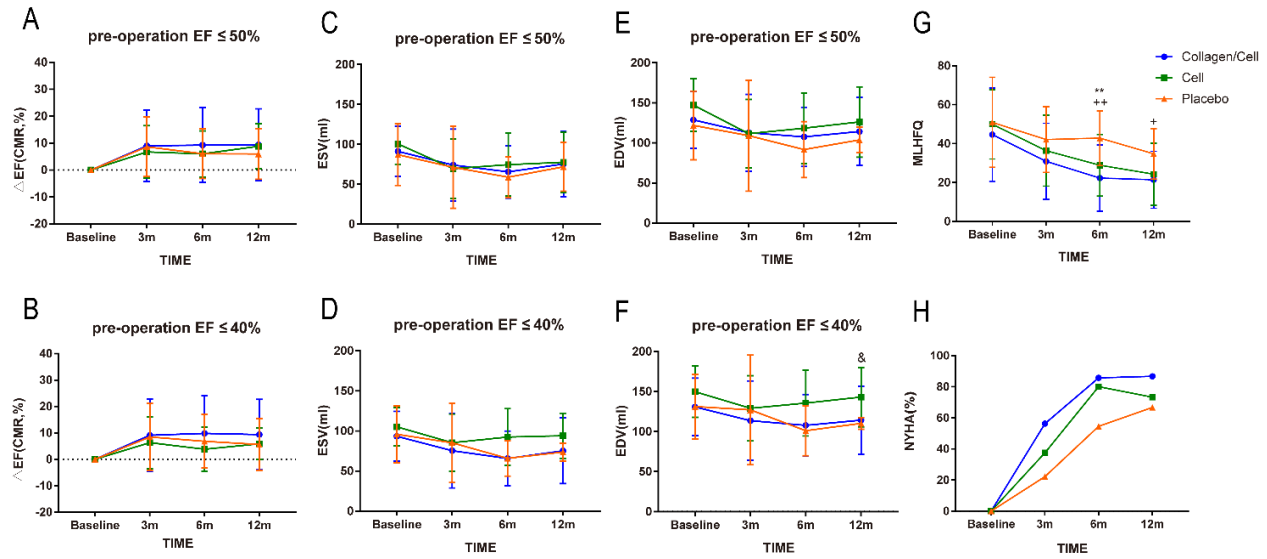 A
pre-operation EF ≤ 50%
△EF(CMR,%)
40
30
20
10
0
-10
-20
Baseline 3m 6m 12m
TIME
C
pre-operation EF ≤ 50%
ESV(ml)
200
150
100
50
0
Baseline 3m 6m 12m
TIME
E
pre-operation EF ≤ 50%
EDV(ml)
200
150
100
50
0
Baseline 3m 6m 12m
TIME
G
MLHFQ
80
60
40
20
0
**
++
+
Baseline 3m 6m 12m
TIME
Collagen/Cell
Cell
Placebo
B
pre-operation EF ≤ 40%
△EF(CMR,%)
40
30
20
10
0
-10
-20
Baseline 3m 6m 12m
TIME
D
pre-operation EF ≤ 40%
ESV(ml)
200
150
100
50
0
Baseline 3m 6m 12m
TIME
F
pre-operation EF ≤ 40%
EDV(ml)
200
150
100
50
0
&
Baseline 3m 6m 12m
TIME
H
NYHA(%)
100
80
60
40
20
0
Baseline 3m 6m 12m
TIME